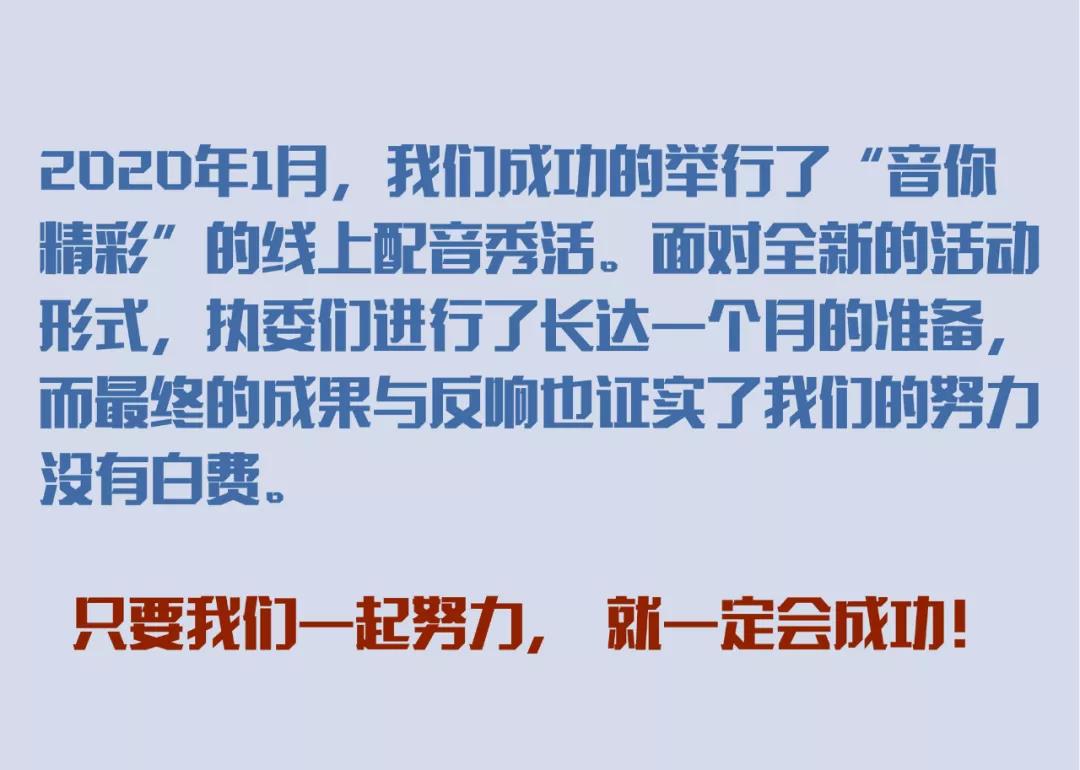 2020年1月，我们成功的举行了“音你
精彩”的线上配音秀活。面对全新的活动
形式，执委们进行了长达一个月的准备，
而最终的成果与反响也证实了我们的努力
没有白费。
只要我们一起努力， 就一定会成功！